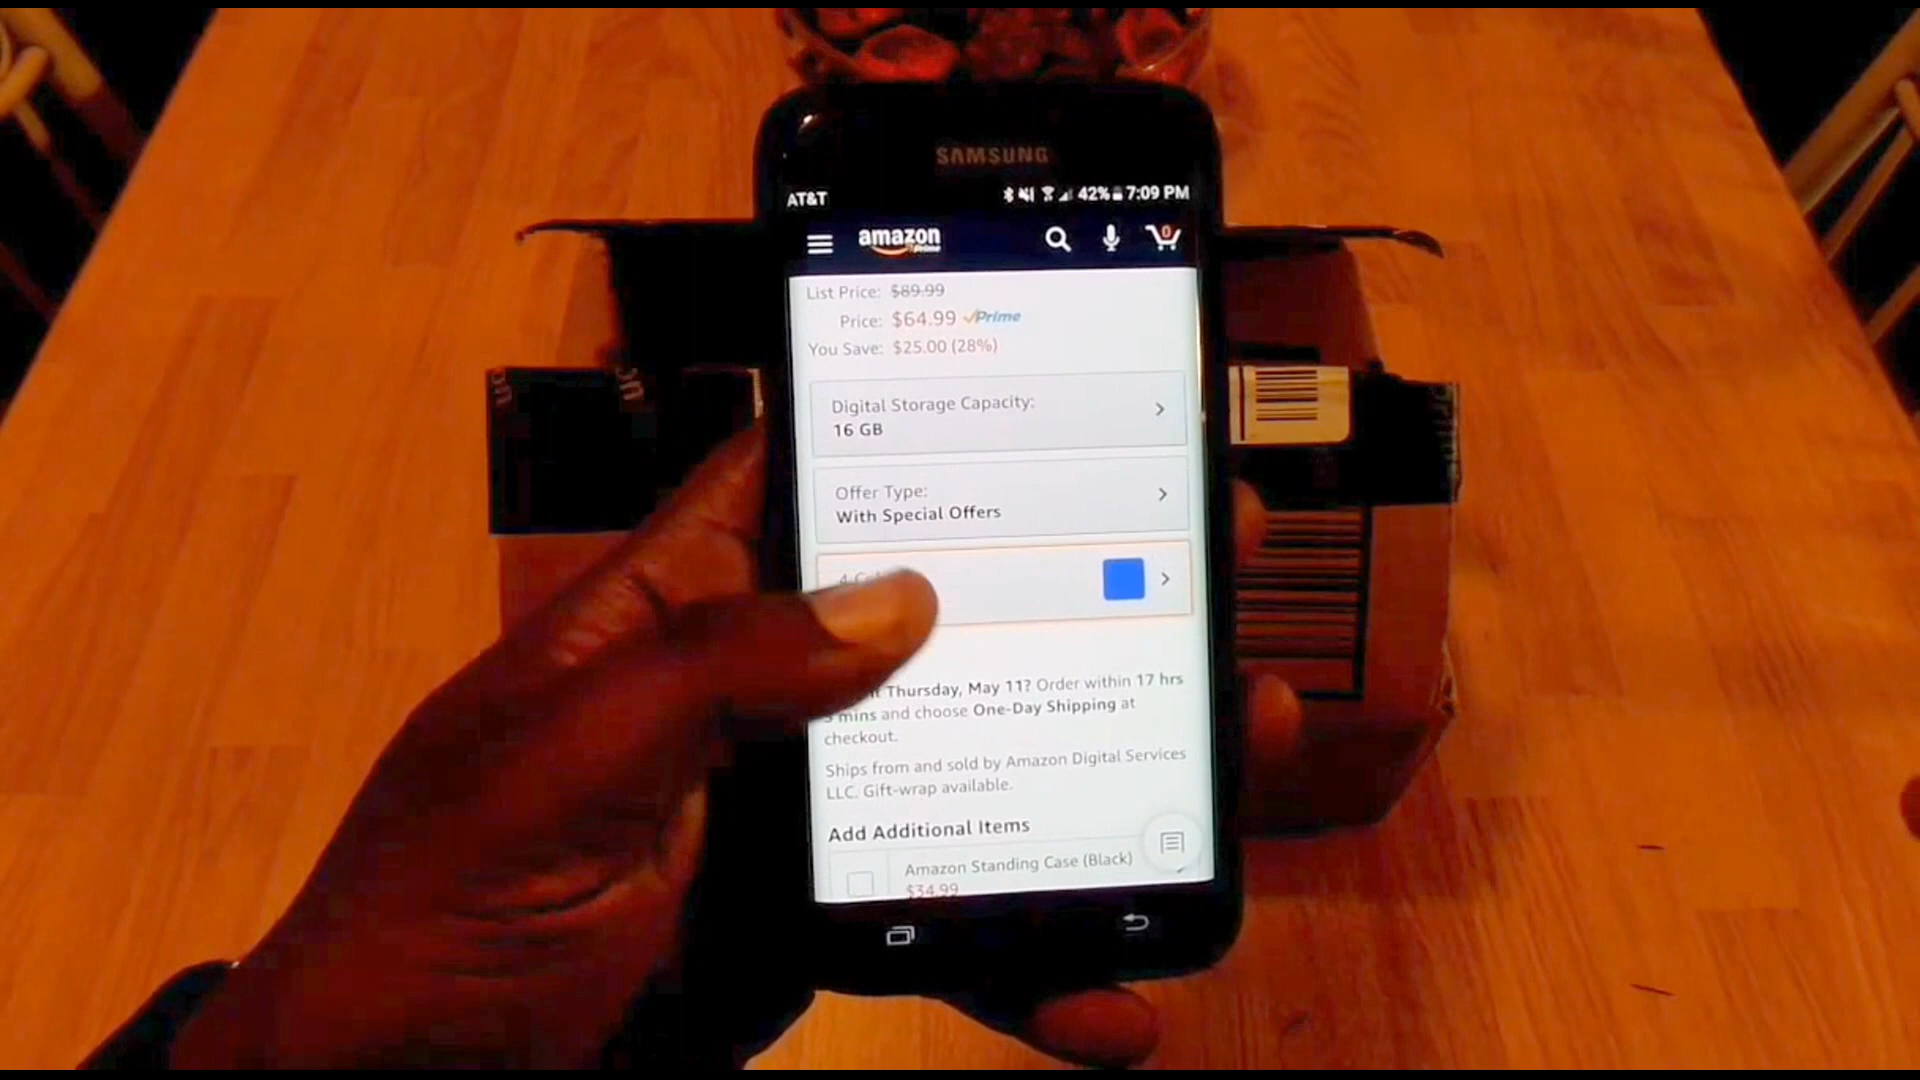 SAMSUNG
AT&T
42% 7:09 PM
amazon
Prime
0
List Price: $89.99
Price: $64.99 Prime
You Save: $25.00 (28%)
Digital Storage Capacity:
16 GB
Offer Type:
With Special Offers
Thursday, May 11? Order within 17 hrs
mins and choose One-Day Shipping at
checkout.
Ships from and sold by Amazon Digital Services
LLC. Gift-wrap available.
Add Additional Items
Amazon Standing Case (Black)
$34.99